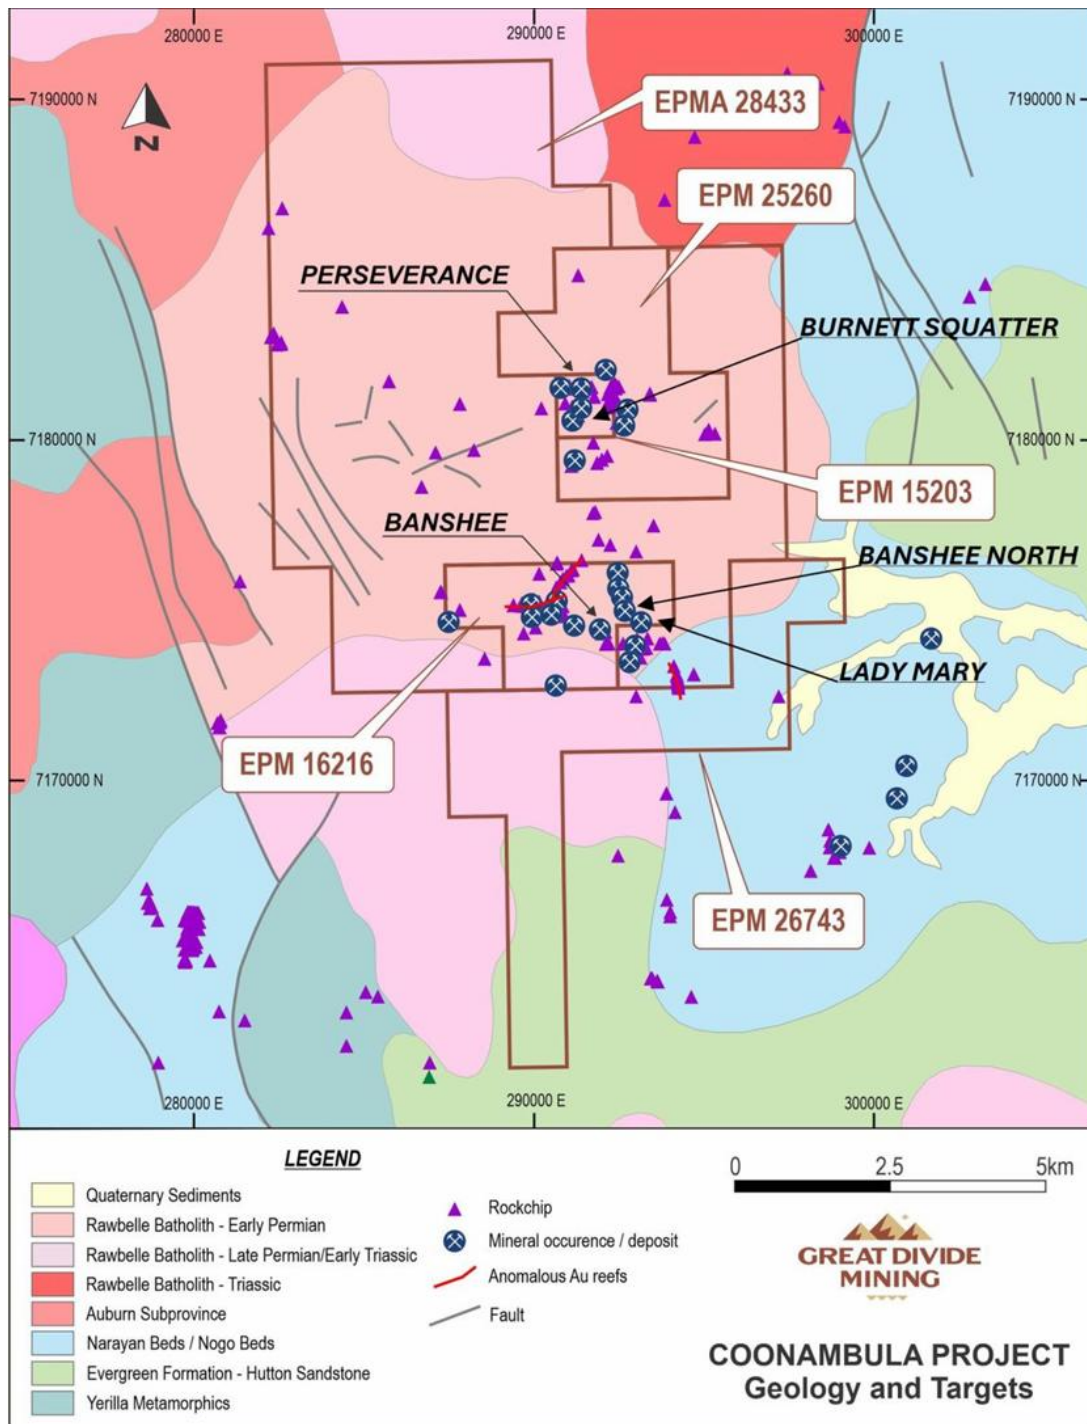 280000 E
290000 E
300000 E
7190000 N
7190000 N
N
EPMA 28433
EPM 25260
PERSEVERANCE
BURNETT SQUATTER
7180000 N
7180000 N
EPM 15203
BANSHEE
BANSHEE NORTH
LADY MARY
EPM 16216
7170000 N
7170000 N
EPM 26743
280000 E
290000 E
300000 E
LEGEND
Quaternary Sediments
Rawbelle Batholith - Early Permian
Rawbelle Batholith - Late Permian/Early Triassic
Rawbelle Batholith - Triassic
Auburn Subprovince
Narayan Beds / Nogo Beds
Evergreen Formation - Hutton Sandstone
Yerilla Metamorphics
Rockchip
Mineral occurence / deposit
Anomalous Au reefs
Fault
0 2.5 5km
GREAT DIVIDE
MINING
COONAMBULA PROJECT
Geology and Targets